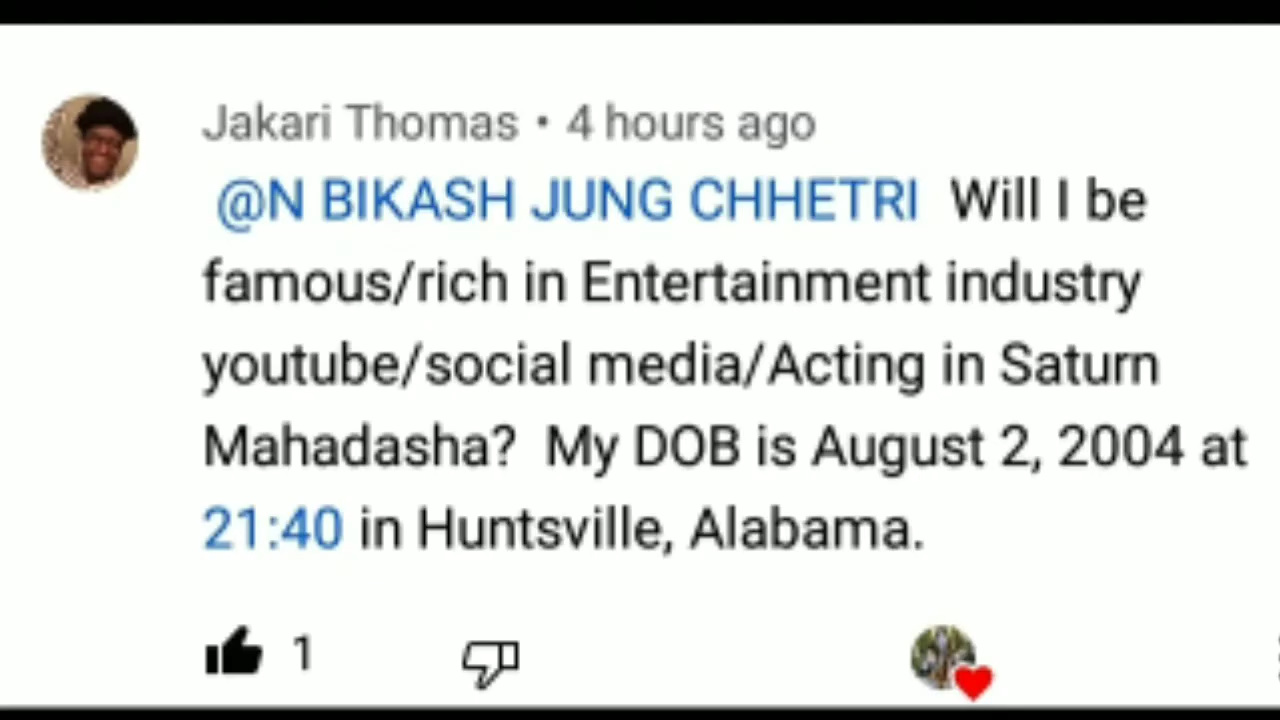 Jakari Thomas • 4 hours ago
@N BIKASH JUNG CHHETRI Will I be
famous/rich in Entertainment industry
youtube/social media/Acting in Saturn
Mahadasha? My DOB is August 2, 2004 at
21:40 in Huntsville, Alabama.
1